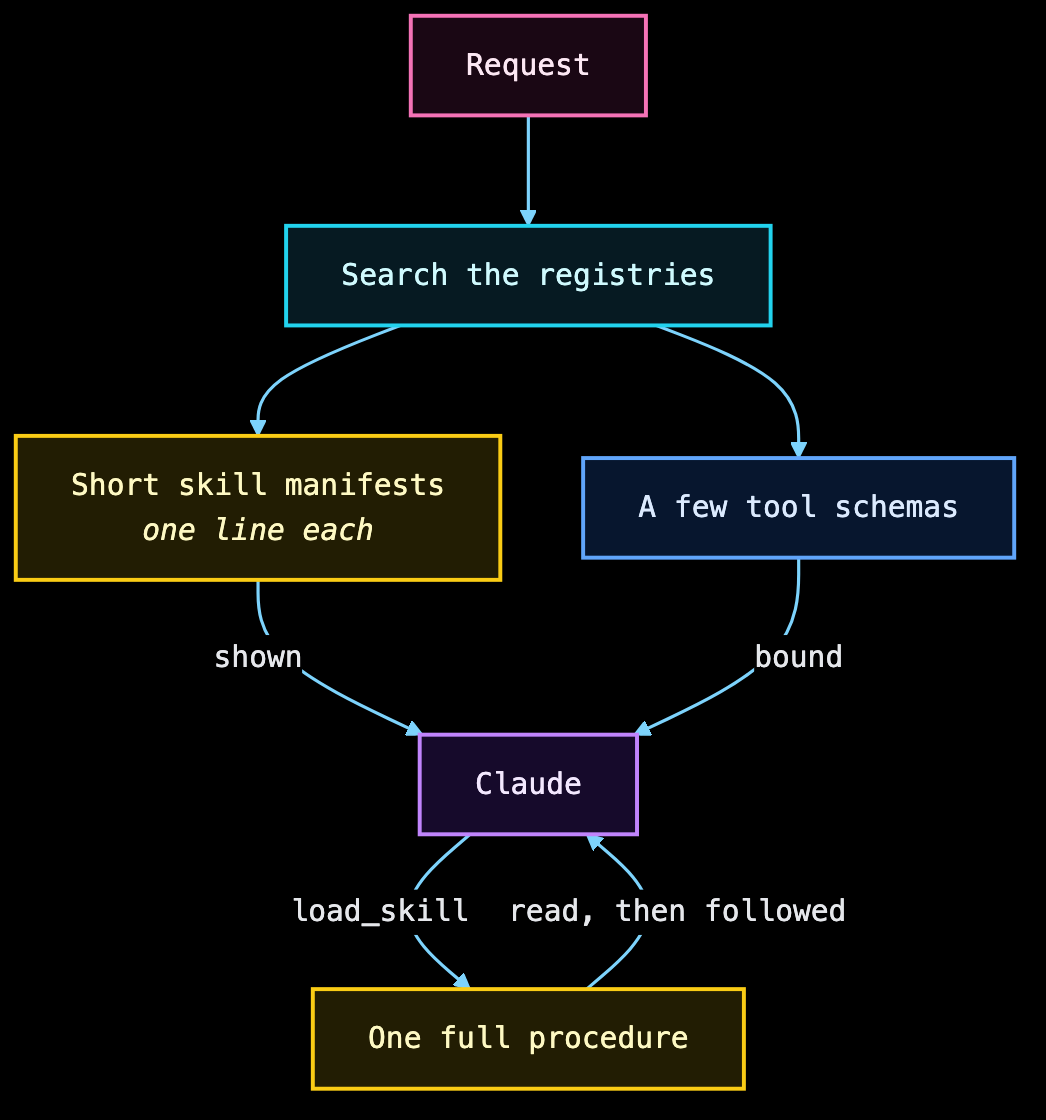 Request
Search the registries
Short skill manifests
one line each
A few tool schemas
shown
bound
Claude
load_skill
read, then followed
One full procedure